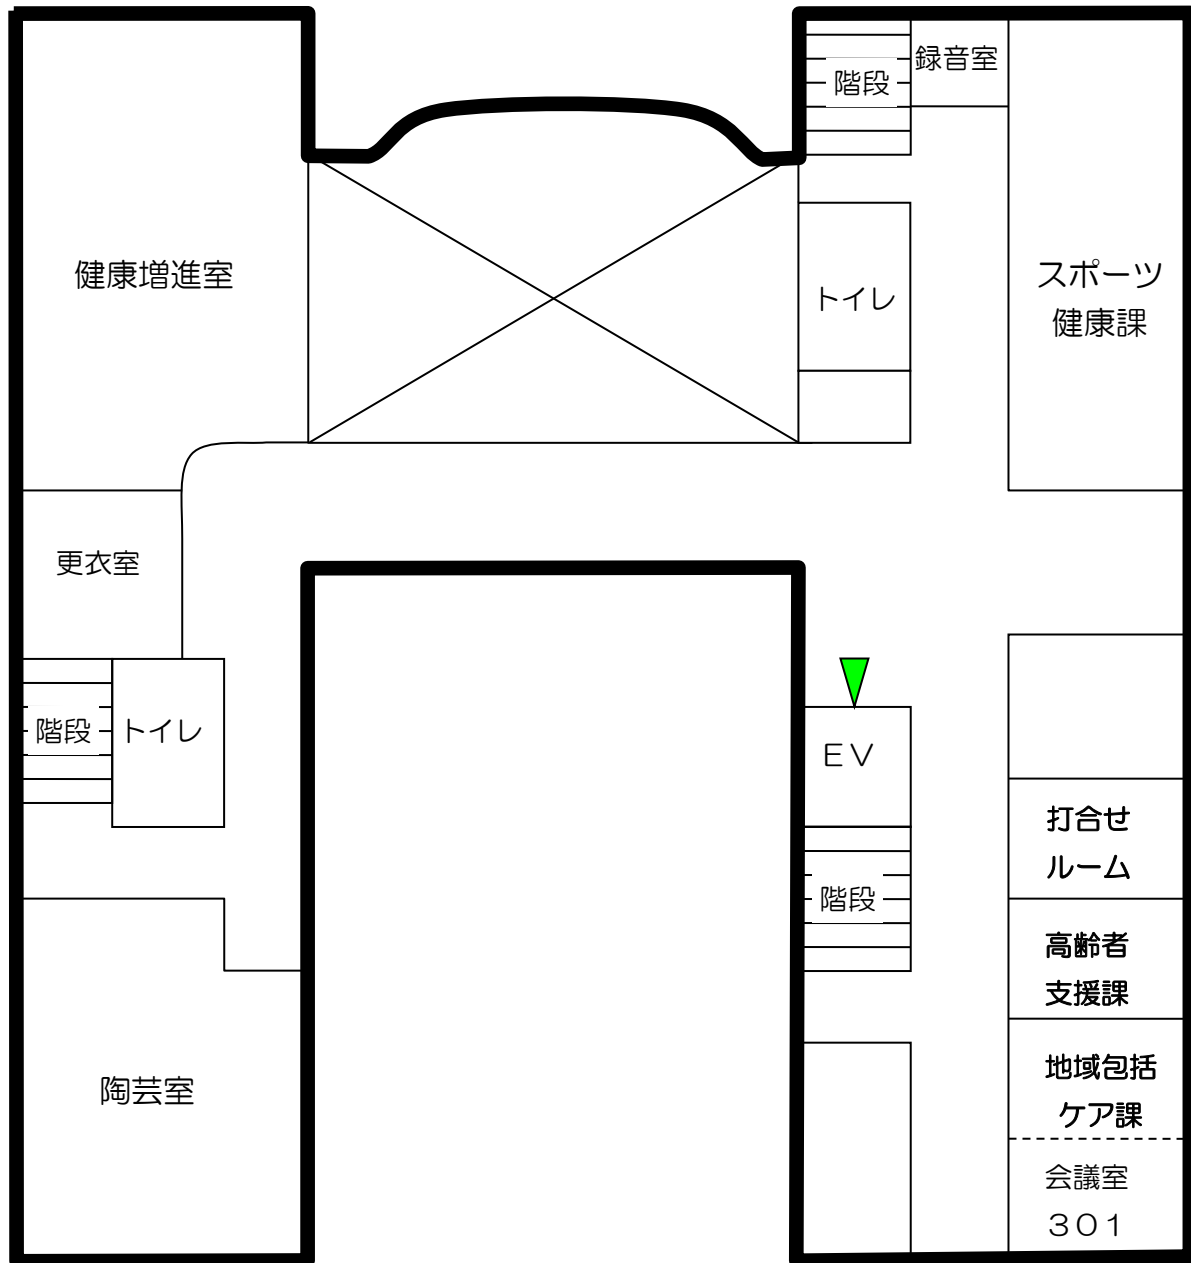 録音室
階段
健康増進室
トイレ
スポーツ
健康課
更衣室
階段
トイレ
ＥＶ
打合せ
ルーム
階段
高齢者
支援課
陶芸室
地域包括
ケア課
会議室
３０１